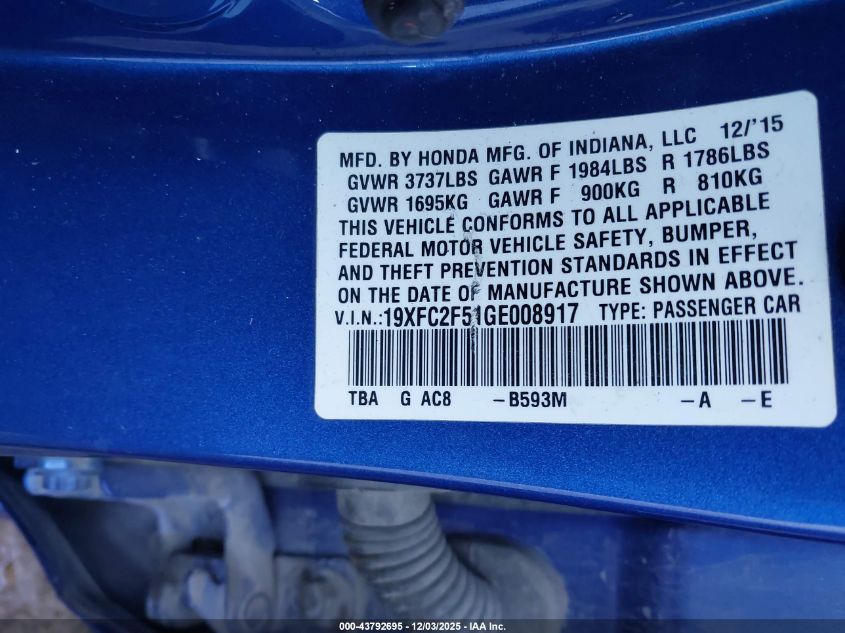 MFD. BY HONDA MFG. OF INDIANA, LLC 12/'15
GVWR 3737LBS GAWR F 1984LBS R 1786LBS
GVWR 1695KG GAWR F 900KG R 810KG
THIS VEHICLE CONFORMS TO ALL APPLICABLE
FEDERAL MOTOR VEHICLE SAFETY, BUMPER,
AND THEFT PREVENTION STANDARDS IN EFFECT
ON THE DATE OF MANUFACTURE SHOWN ABOVE.
V.I.N.:19XFC2F51GE008917 TYPE: PASSENGER CAR
TBA G AC8 -B593M -A -E
000-43792695 - 12/03/2025 - IAA Inc.